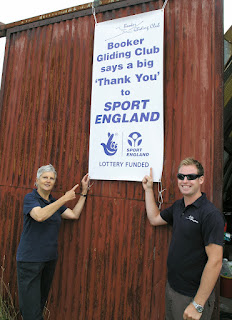 Booker
Gliding Club
Booker
Gliding Club
says a big
'Thank You'
to
SPORT
ENGLAND
SPORT
ENGLAND
LOTTERY FUNDED